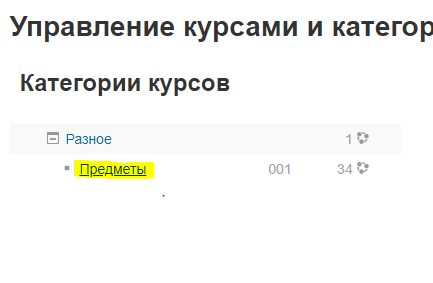 Управление курсами и категор
Категории курсов
Разное 1
Предметы 001 34